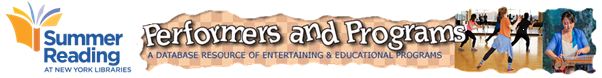 Summer
Reading
AT NEW YORK LIBRARIES
Performers and Programs
A DATABASE RESOURCE OF ENTERTAINING & EDUCATIONAL PROGRAMS